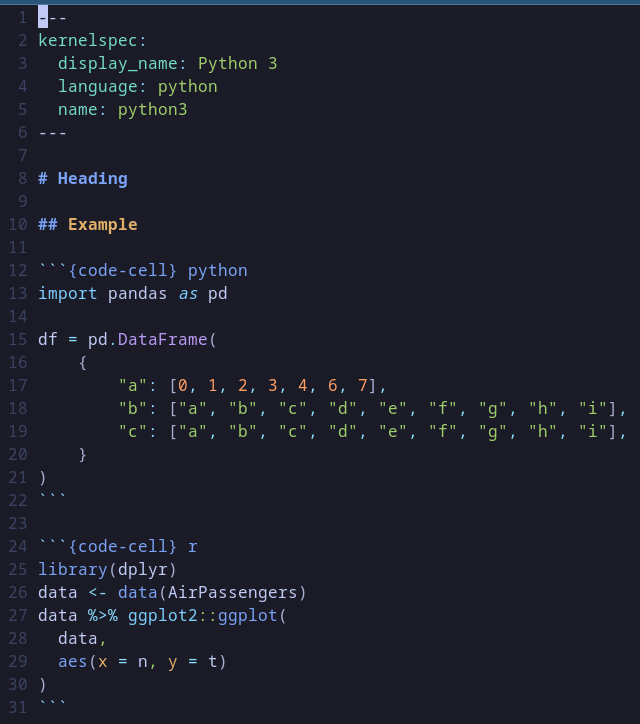 1 ---
2 kernelspec:
3   display_name: Python 3
4   language: python
5   name: python3
6 ---
7
8 # Heading
9
10 ## Example
11
12 ```{code-cell} python
13 import pandas as pd
14
15 df = pd.DataFrame(
16     {
17         "a": [0, 1, 2, 3, 4, 6, 7],
18         "b": ["a", "b", "c", "d", "e", "f", "g", "h", "i"],
19         "c": ["a", "b", "c", "d", "e", "f", "g", "h", "i"],
20     }
21 )
22 ```
23
24 ```{code-cell} r
25 library(dplyr)
26 data <- data(AirPassengers)
27 data %>% ggplot2::ggplot(
28   data,
29   aes(x = n, y = t)
30 )
31 ```